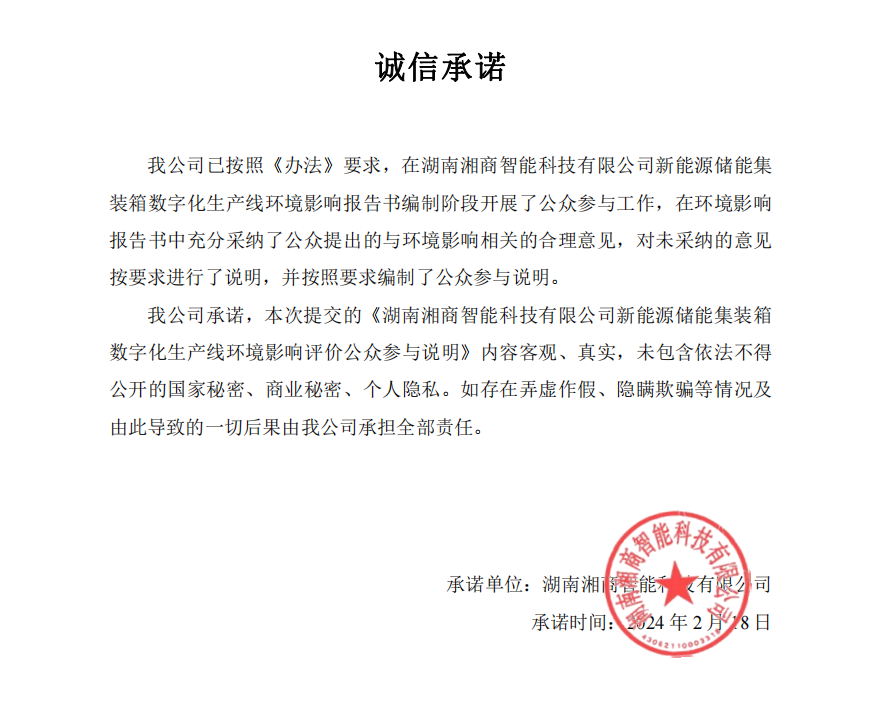 诚信承诺
我公司已按照《办法》要求，在湖南湘商智能科技有限公司新能源储能集
装箱数字化生产线环境影响报告书编制阶段开展了公众参与工作，在环境影响
报告书中充分采纳了公众提出的与环境影响相关的合理意见，对未采纳的意见
按要求进行了说明，并按照要求编制了公众参与说明。
我公司承诺，本次提交的《湖南湘商智能科技有限公司新能源储能集装箱
数字化生产线环境影响评价公众参与说明》内容客观、真实，未包含依法不得
公开的国家秘密、商业秘密、个人隐私。如存在弄虚作假、隐瞒欺骗等情况及
由此导致的一切后果由我公司承担全部责任。
承诺单位：湖南湘商智能科技有限公司
承诺时间：2024 年 2 月 18 日
湖南湘商智能科技有限公司